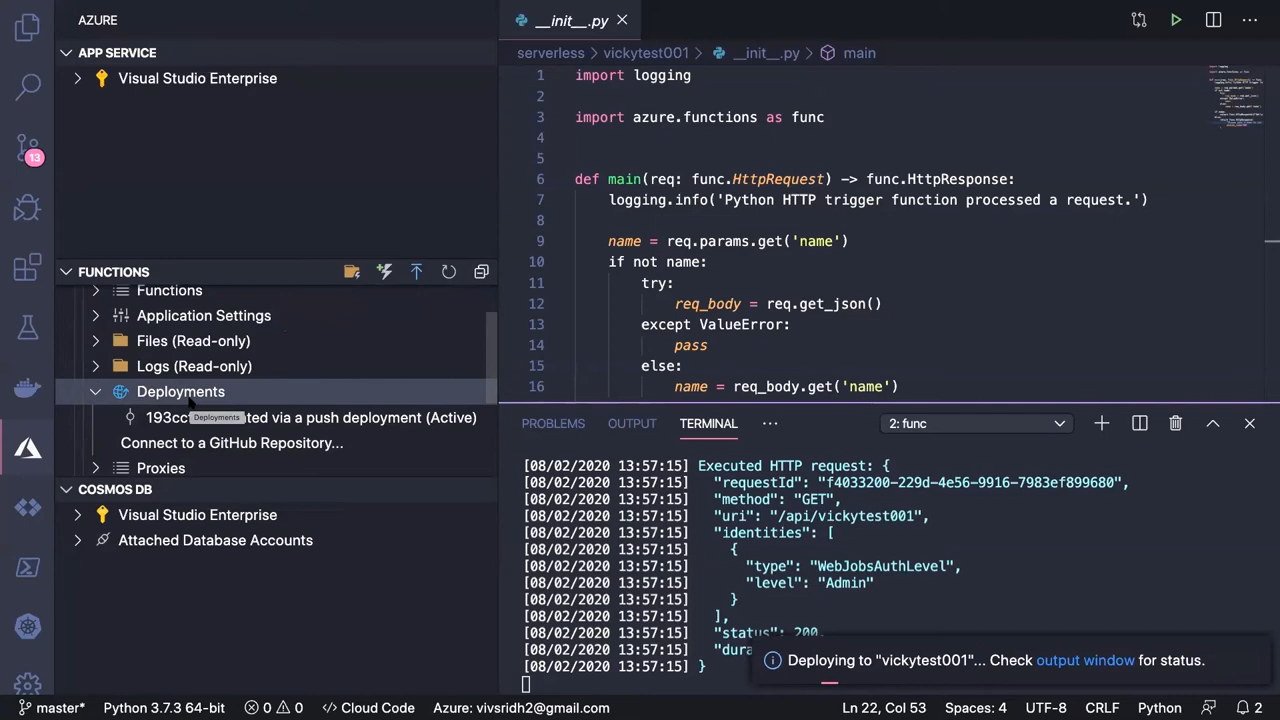 AZURE
APP SERVICE
Visual Studio Enterprise
FUNCTIONS
Functions
Application Settings
Files (Read-only)
Logs (Read-only)
Deployments
193cc ted via a push deployment (Active)
Deployments
Connect to a GitHub Repository...
Proxies
COSMOS DB
Visual Studio Enterprise
Attached Database Accounts
13
__init__.py
serverless > vickytest001 > __init__.py > main
1 import logging
2
3 import azure.functions as func
4
5
6 def main(req: func.HttpRequest) -> func.HttpResponse:
7 logging.info('Python HTTP trigger function processed a request.')
8
9 name = req.params.get('name')
10 if not name:
11 try:
12 req_body = req.get_json()
13 except ValueError:
14 pass
15 else:
16 name = req_body.get('name')
PROBLEMS OUTPUT TERMINAL ... 2: func
[08/02/2020 13:57:15] Executed HTTP request: {
[08/02/2020 13:57:15] "requestId": "f4033200-229d-4e56-9916-7983ef899680",
[08/02/2020 13:57:15] "method": "GET",
[08/02/2020 13:57:15] "uri": "/api/vickytest001",
[08/02/2020 13:57:15] "identities": [
[08/02/2020 13:57:15] {
[08/02/2020 13:57:15] "type": "WebJobsAuthLevel",
[08/02/2020 13:57:15] "level": "Admin"
[08/02/2020 13:57:15] }
[08/02/2020 13:57:15] ],
[08/02/2020 13:57:15] "status": 200,
[08/02/2020 13:57:15] "dura
[08/02/2020 13:57:15] }
Deploying to "vickytest001"... Check output window for status.
master* Python 3.7.3 64-bit 0 0 Cloud Code Azure: vivsridh2@gmail.com Ln 22, Col 53 Spaces: 4 UTF-8 CRLF Python 2